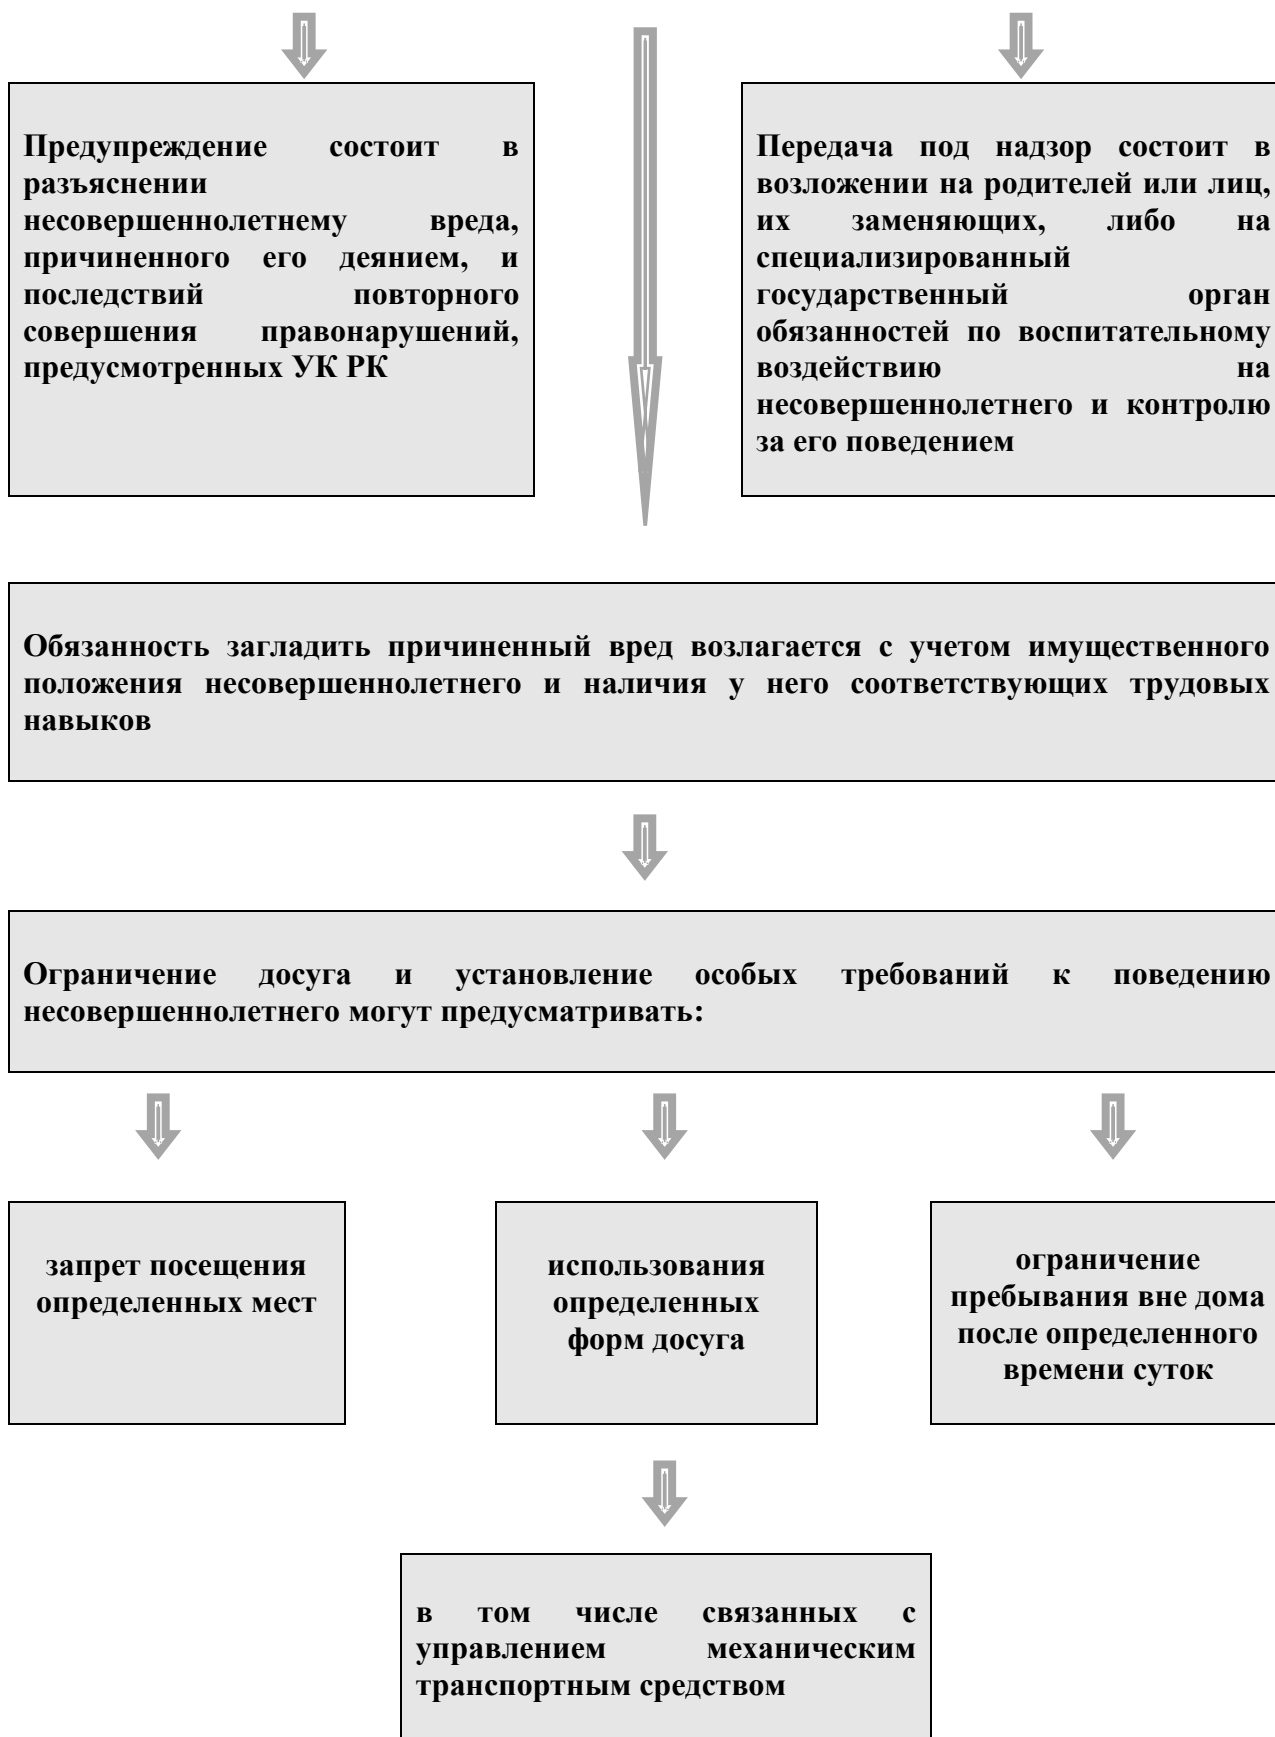 Предупреждение состоит в
разъяснении
несовершеннолетнему вреда,
причиненного его деянием, и
последствий повторного
совершения правонарушений,
предусмотренных УК РК
Передача под надзор состоит в
возложении на родителей или лиц,
их заменяющих, либо на
специализированный
государственный орган
обязанностей по воспитательному
воздействию на
несовершеннолетнего и контролю
за его поведением
Обязанность загладить причиненный вред возлагается с учетом имущественного
положения несовершеннолетнего и наличия у него соответствующих трудовых
навыков
Ограничение досуга и установление особых требований к поведению
несовершеннолетнего могут предусматривать:
запрет посещения
определенных мест
использования
определенных
форм досуга
ограничение
пребывания вне дома
после определенного
времени суток
в том числе связанных с
управлением механическим
транспортным средством